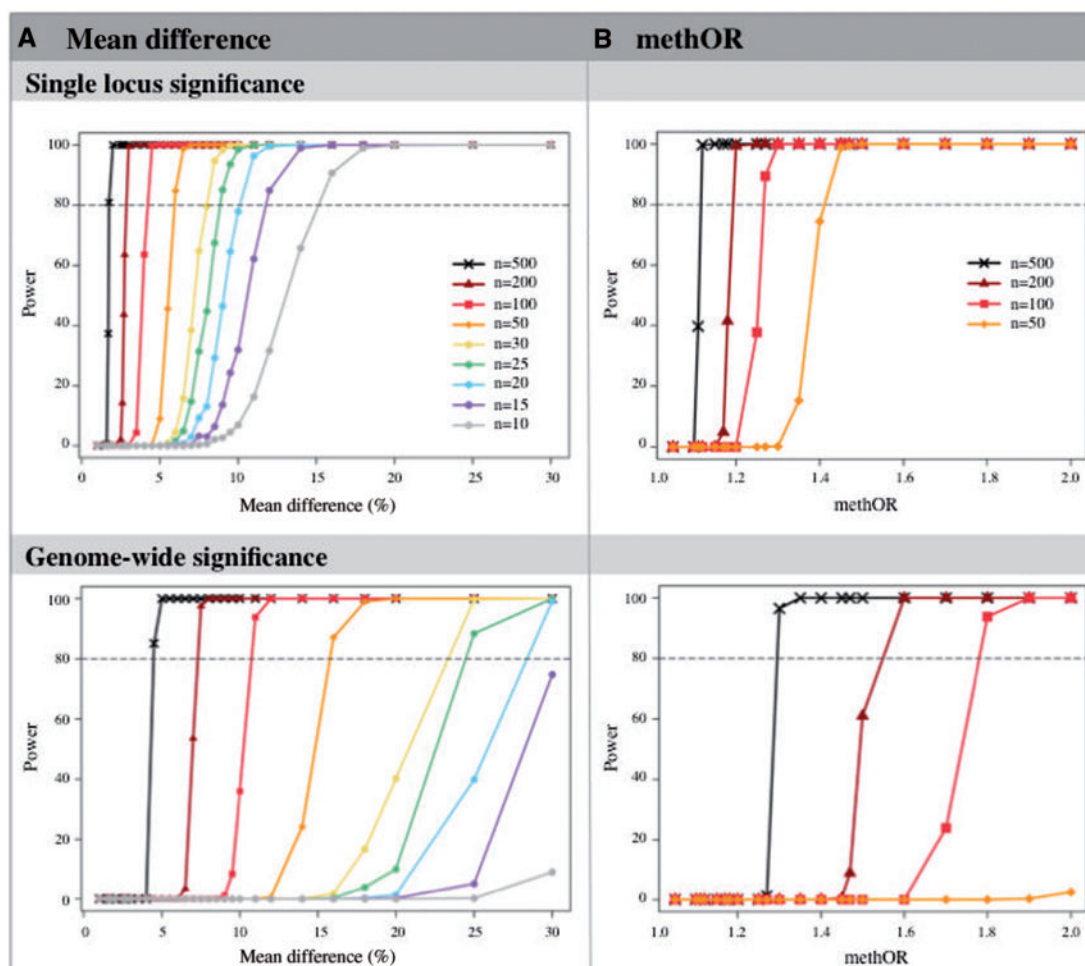 A Mean difference
B methOR
Single locus significance
100
80
60
40
20
0
Power
n=500
n=200
n=100
n=50
n=30
n=25
n=20
n=15
n=10
0 5 10 15 20 25 30
Mean difference (%)
100
80
60
40
20
0
Power
n=500
n=200
n=100
n=50
1.0 1.2 1.4 1.6 1.8 2.0
methOR
Genome-wide significance
100
80
60
40
20
0
Power
0 5 10 15 20 25 30
Mean difference (%)
100
80
60
40
20
0
Power
1.0 1.2 1.4 1.6 1.8 2.0
methOR